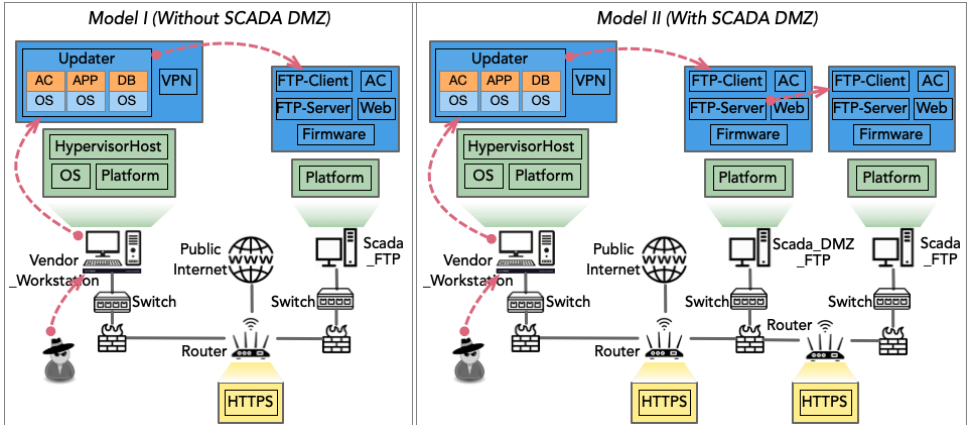 Model I (Without SCADA DMZ)
Updater
AC APP DB
OS OS OS
VPN
FTP-Client AC
FTP-Server Web
Firmware
HypervisorHost
OS Platform
Platform
Vendor
_Workstation
Public
Internet
Scada
_FTP
Switch
Switch
Router
HTTPS
Model II (With SCADA DMZ)
Updater
AC APP DB
OS OS OS
VPN
FTP-Client AC
FTP-Server Web
Firmware
FTP-Client AC
FTP-Server Web
Firmware
HypervisorHost
OS Platform
Platform
Platform
Vendor
_Workstation
Public
Internet
Scada_DMZ
_FTP
Scada
_FTP
Switch
Switch
Switch
Router
Router
HTTPS
HTTPS